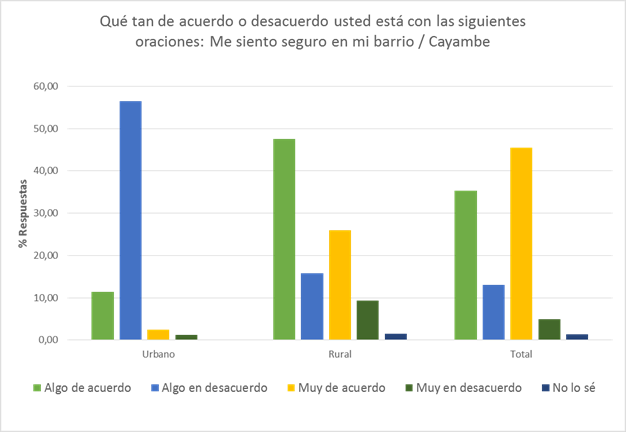 Qué tan de acuerdo o desacuerdo usted está con las siguientes
oraciones: Me siento seguro en mi barrio / Cayambe
60,00
50,00
40,00
30,00
20,00
10,00
0,00
% Respuestas
Urbano Rural Total
Algo de acuerdo Algo en desacuerdo Muy de acuerdo Muy en desacuerdo No lo sé